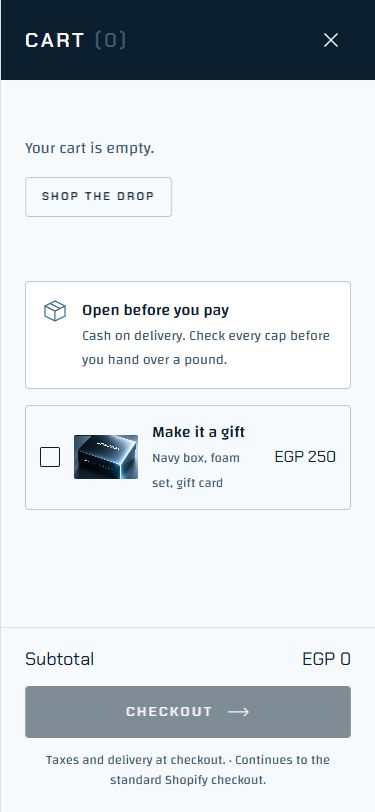 CART (0)
Your cart is empty.
SHOP THE DROP
Open before you pay
Cash on delivery. Check every cap before
you hand over a pound.
Make it a gift
Navy box, foam
set, gift card
EGP 250
Subtotal
EGP 0
CHECKOUT →
Taxes and delivery at checkout. · Continues to the
standard Shopify checkout.